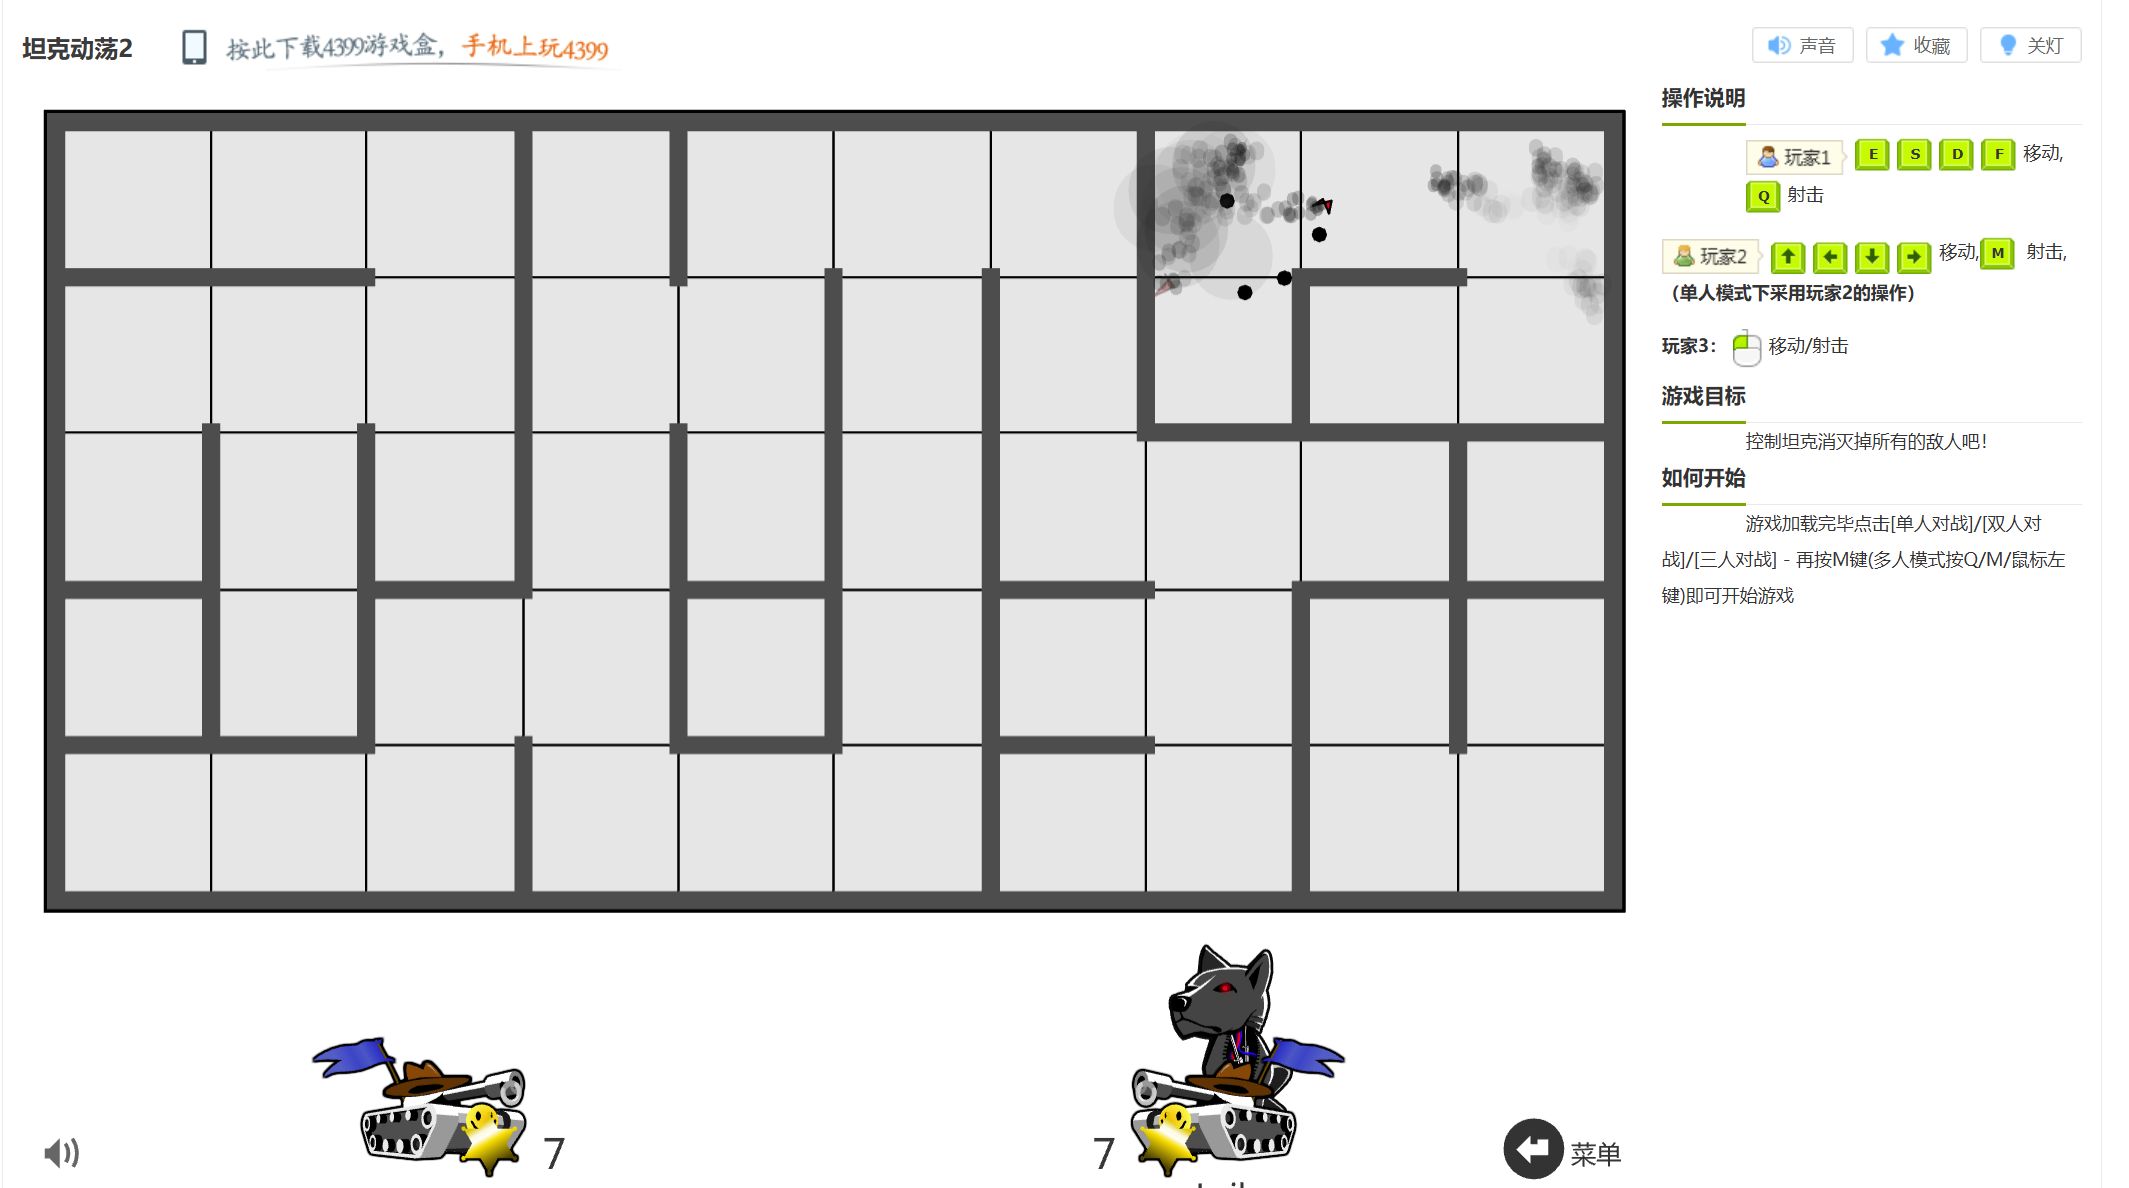 坦克动荡2
按此下载4399游戏盒，手机上玩4399
声音
收藏
关灯
操作说明
玩家1 E S D F 移动,
Q 射击
玩家2 移动, M 射击,
（单人模式下采用玩家2的操作）
玩家3： 移动/射击
游戏目标
控制坦克消灭掉所有的敌人吧！
如何开始
游戏加载完毕点击[单人对战]/[双人对
战]/[三人对战] - 再按M键(多人模式按Q/M/鼠标左
键)即可开始游戏
7
7
菜单